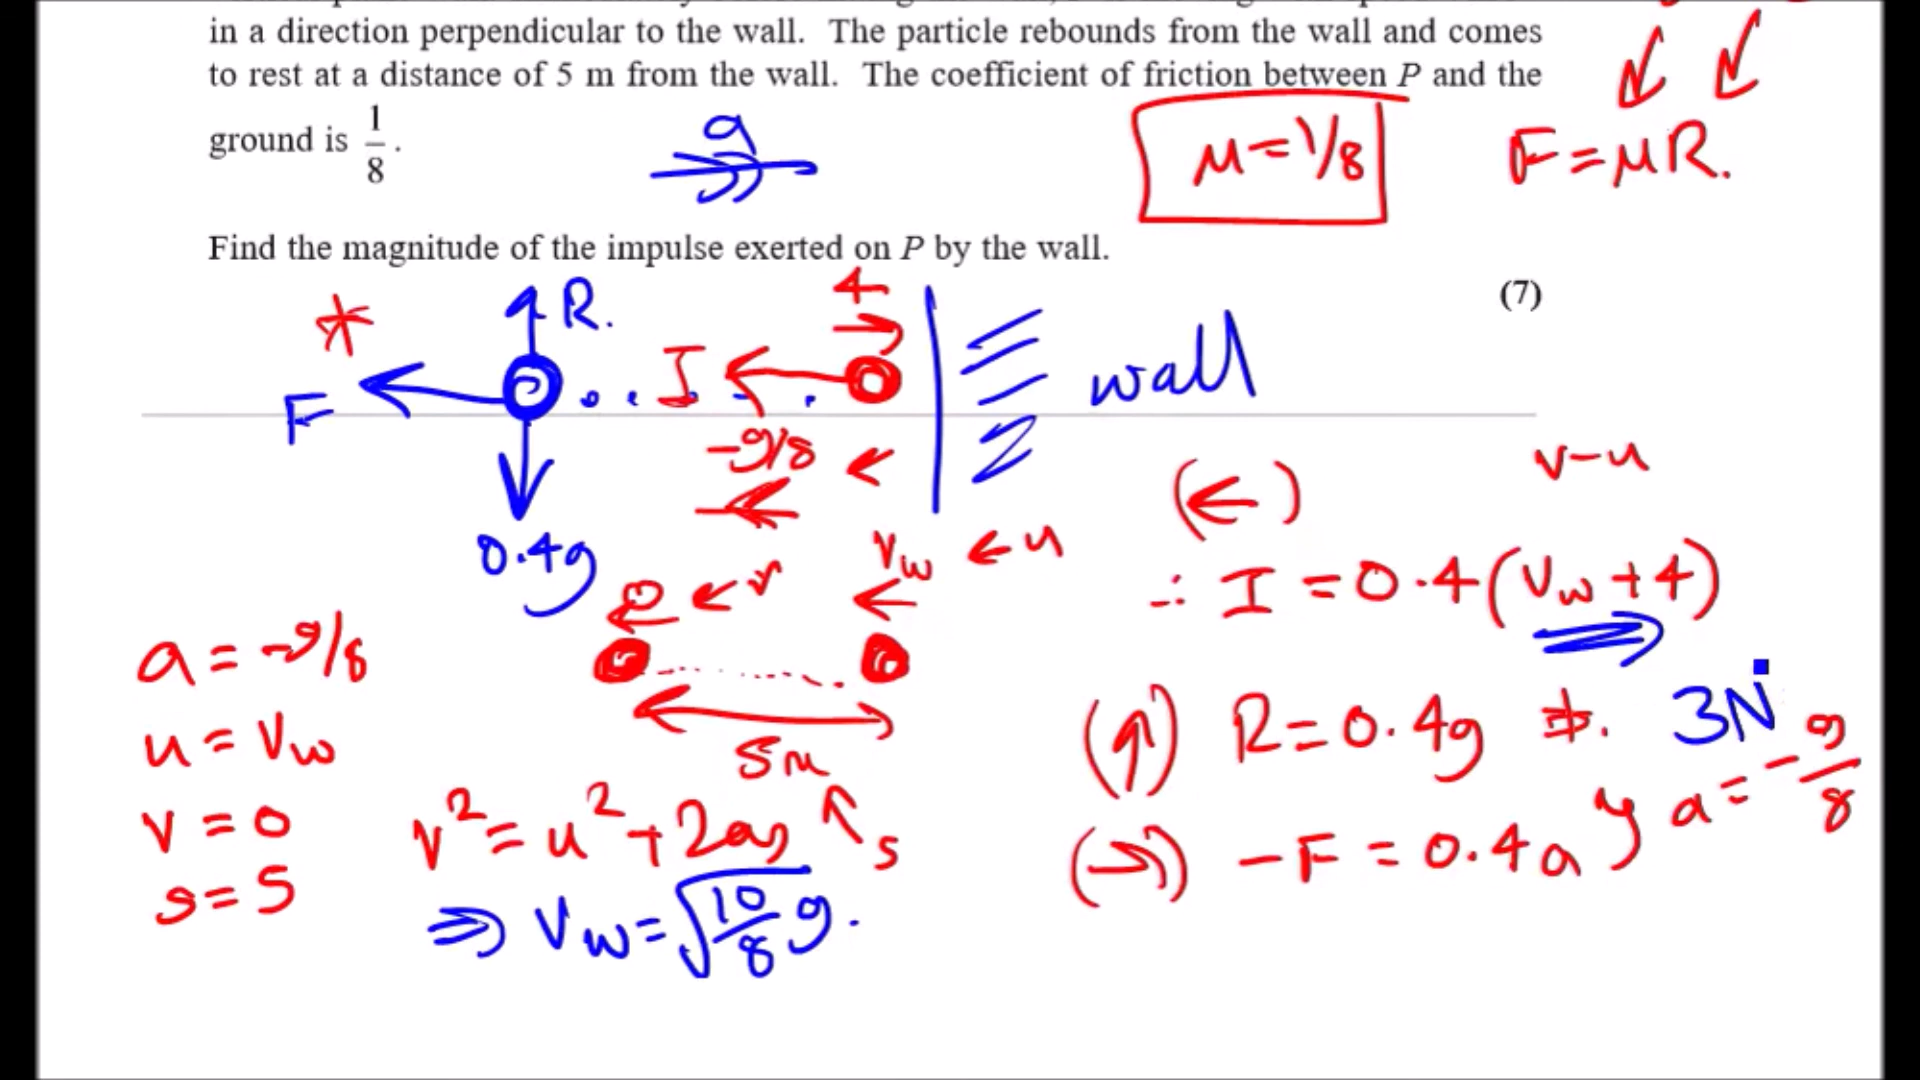 in a direction perpendicular to the wall. The particle rebounds from the wall and comes
to rest at a distance of 5 m from the wall. The coefficient of friction between P and the
ground is 1/8.
a
μ=1/8
F=μR.
Find the magnitude of the impulse exerted on P by the wall.
(7)
R.
4
*
F
I
wall
-g/8
v-u
(←)
0.4g
Vw ← u
0 ← v
∴ I = 0.4(Vw+4)
a = -g/8
(↑) R=0.4g
3N
u = Vw
5m
a = -g/8
v = 0
v²= u²+2as
s
(→) -F = 0.4a
s=5
⇒ Vw=√10/8 g.